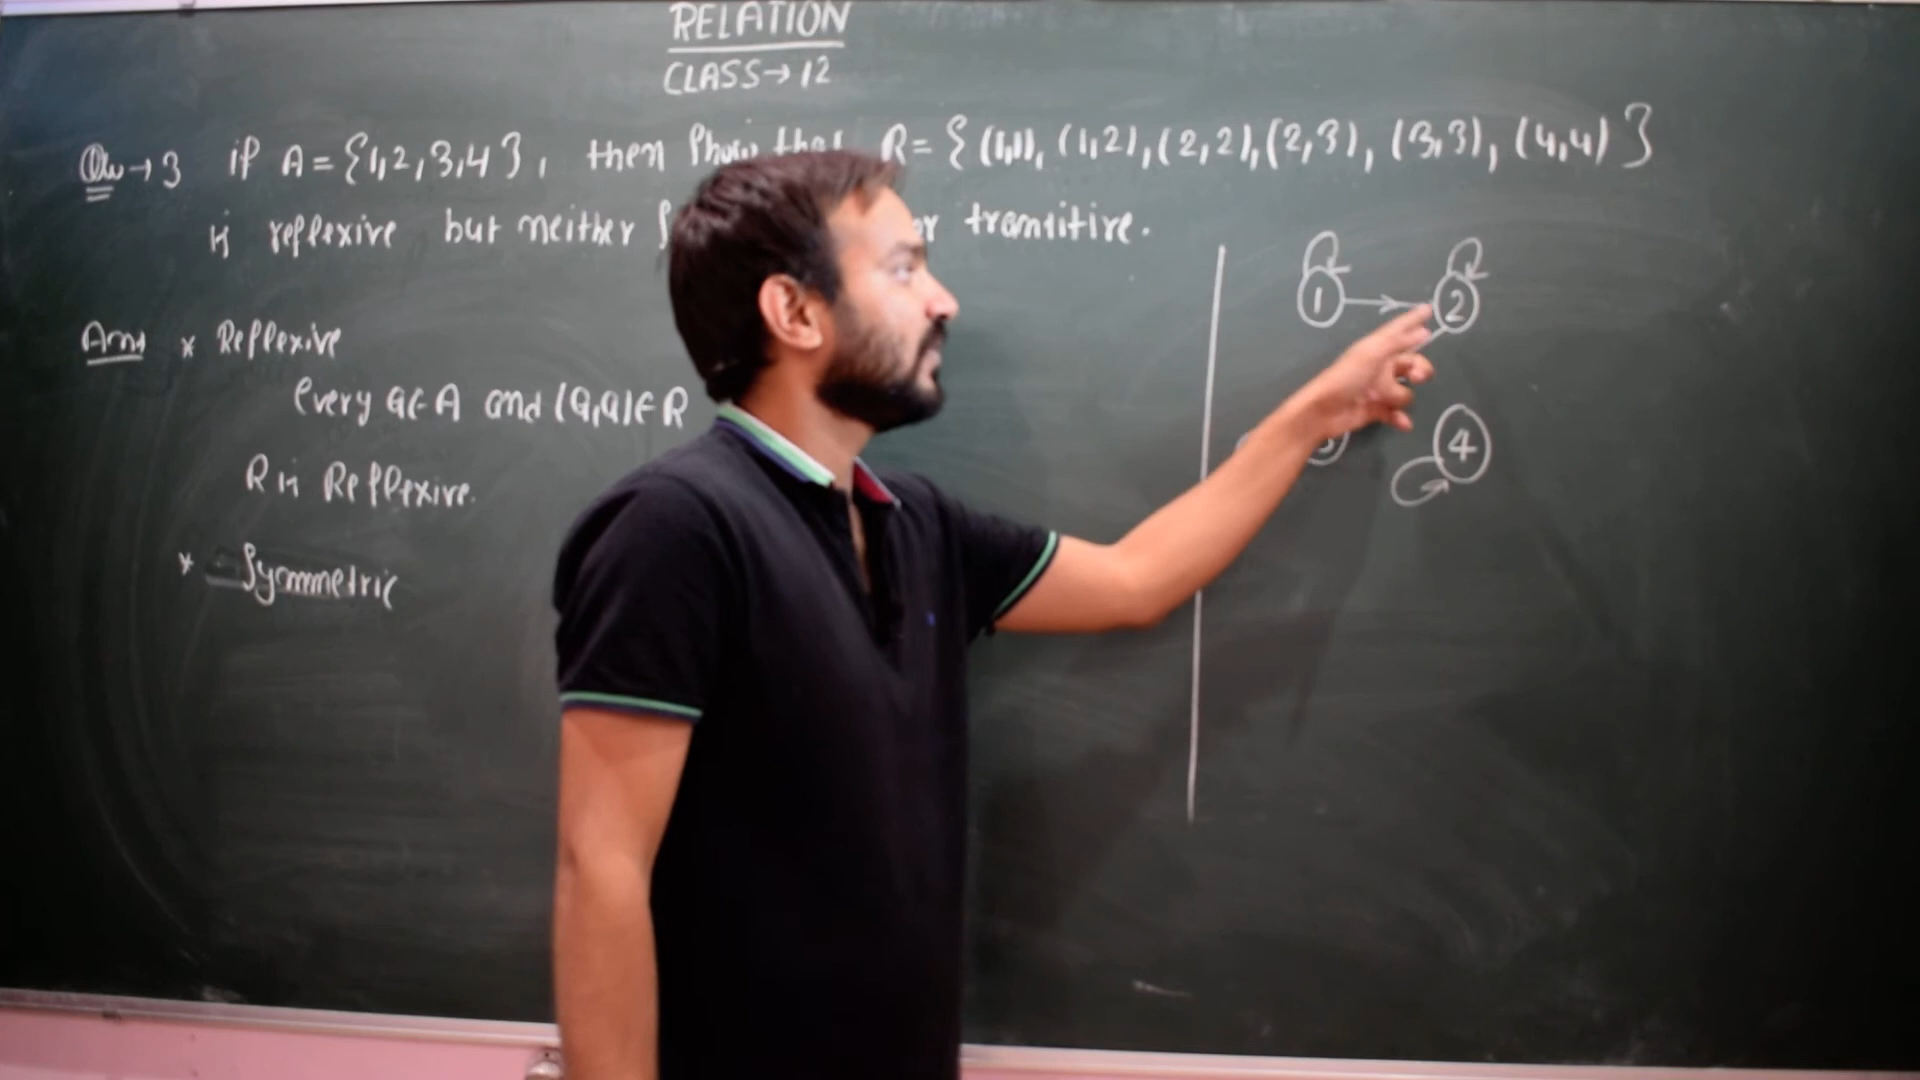 RELATION
CLASS→12
Qu→3 if A={1,2,3,4}, then Show that R={(1,1),(1,2),(2,2),(2,3),(3,3),(4,4)}
is reflexive but neither transitive.
Ans * Reflexive
every a∈A and (a,a)∈R
R is Reflexive.
* Symmetric
1 2
3 4